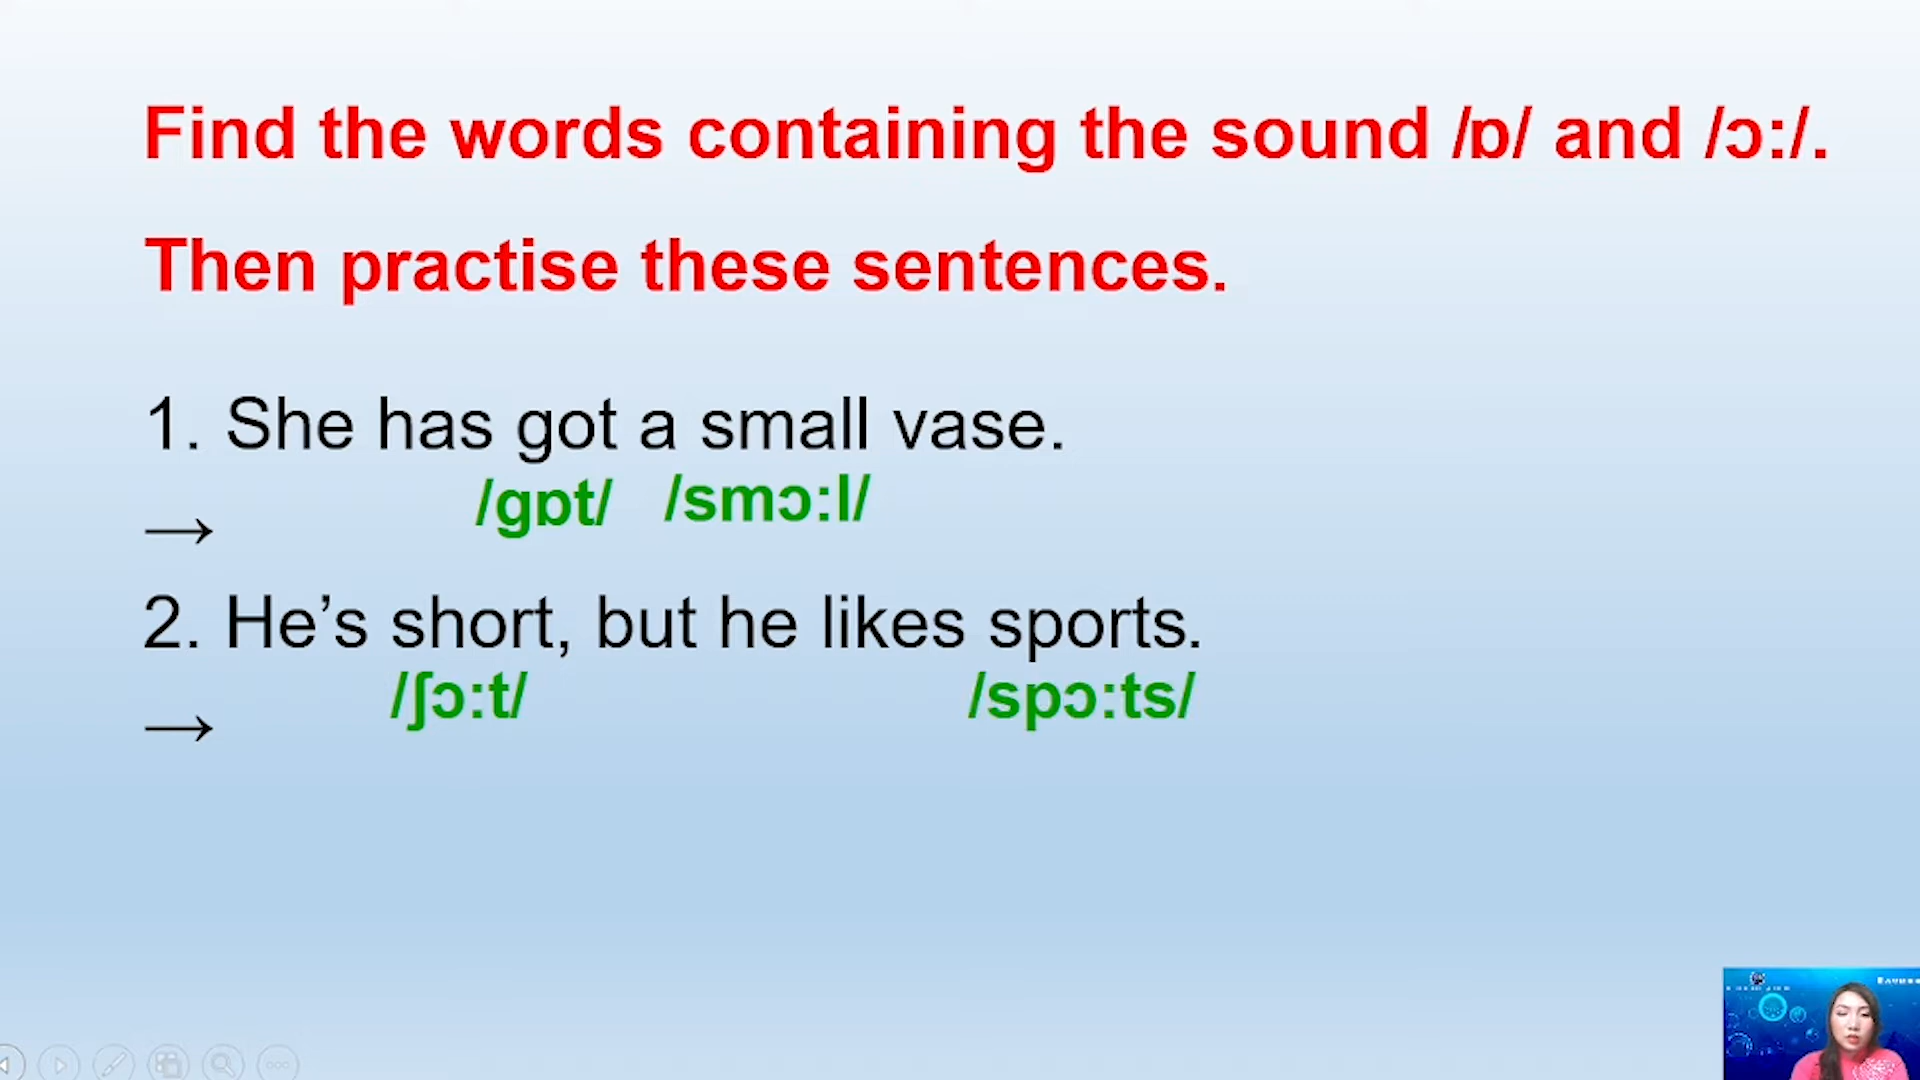 Find the words containing the sound /ɒ/ and /ɔ:/.
Then practise these sentences.
1. She has got a small vase.
→ /gɒt/ /smɔ:l/
2. He’s short, but he likes sports.
→ /ʃɔ:t/ /spɔ:ts/